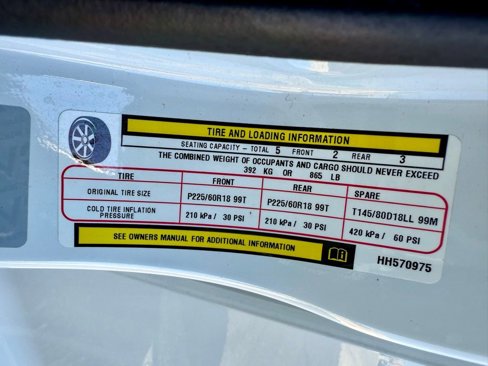 TIRE AND LOADING INFORMATION
SEATING CAPACITY - TOTAL 5 FRONT 2 REAR 3
THE COMBINED WEIGHT OF OCCUPANTS AND CARGO SHOULD NEVER EXCEED
392 KG OR 865 LB
TIRE FRONT REAR SPARE
ORIGINAL TIRE SIZE P225/60R18 99T P225/60R18 99T T145/80D18LL 99M
COLD TIRE INFLATION PRESSURE 210 kPa / 30 PSI 210 kPa / 30 PSI 420 kPa / 60 PSI
SEE OWNERS MANUAL FOR ADDITIONAL INFORMATION
HH570975